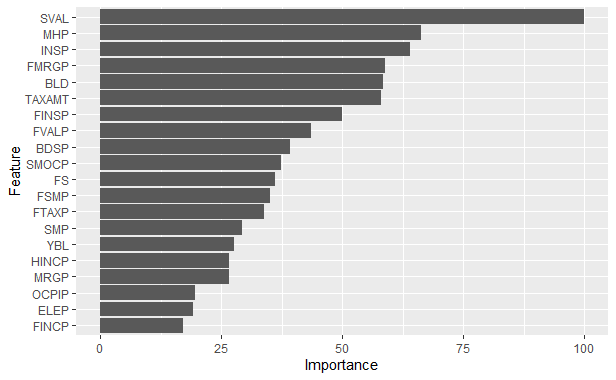 SVAL
MHP
INSP
FMRGP
BLD
TAXAMT
FINSP
FVALP
BDSP
SMOCP
FS
FSMP
FTAXP
SMP
YBL
HINCP
MRGP
OCPIP
ELEP
FINCP
Feature
0 25 50 75 100
Importance